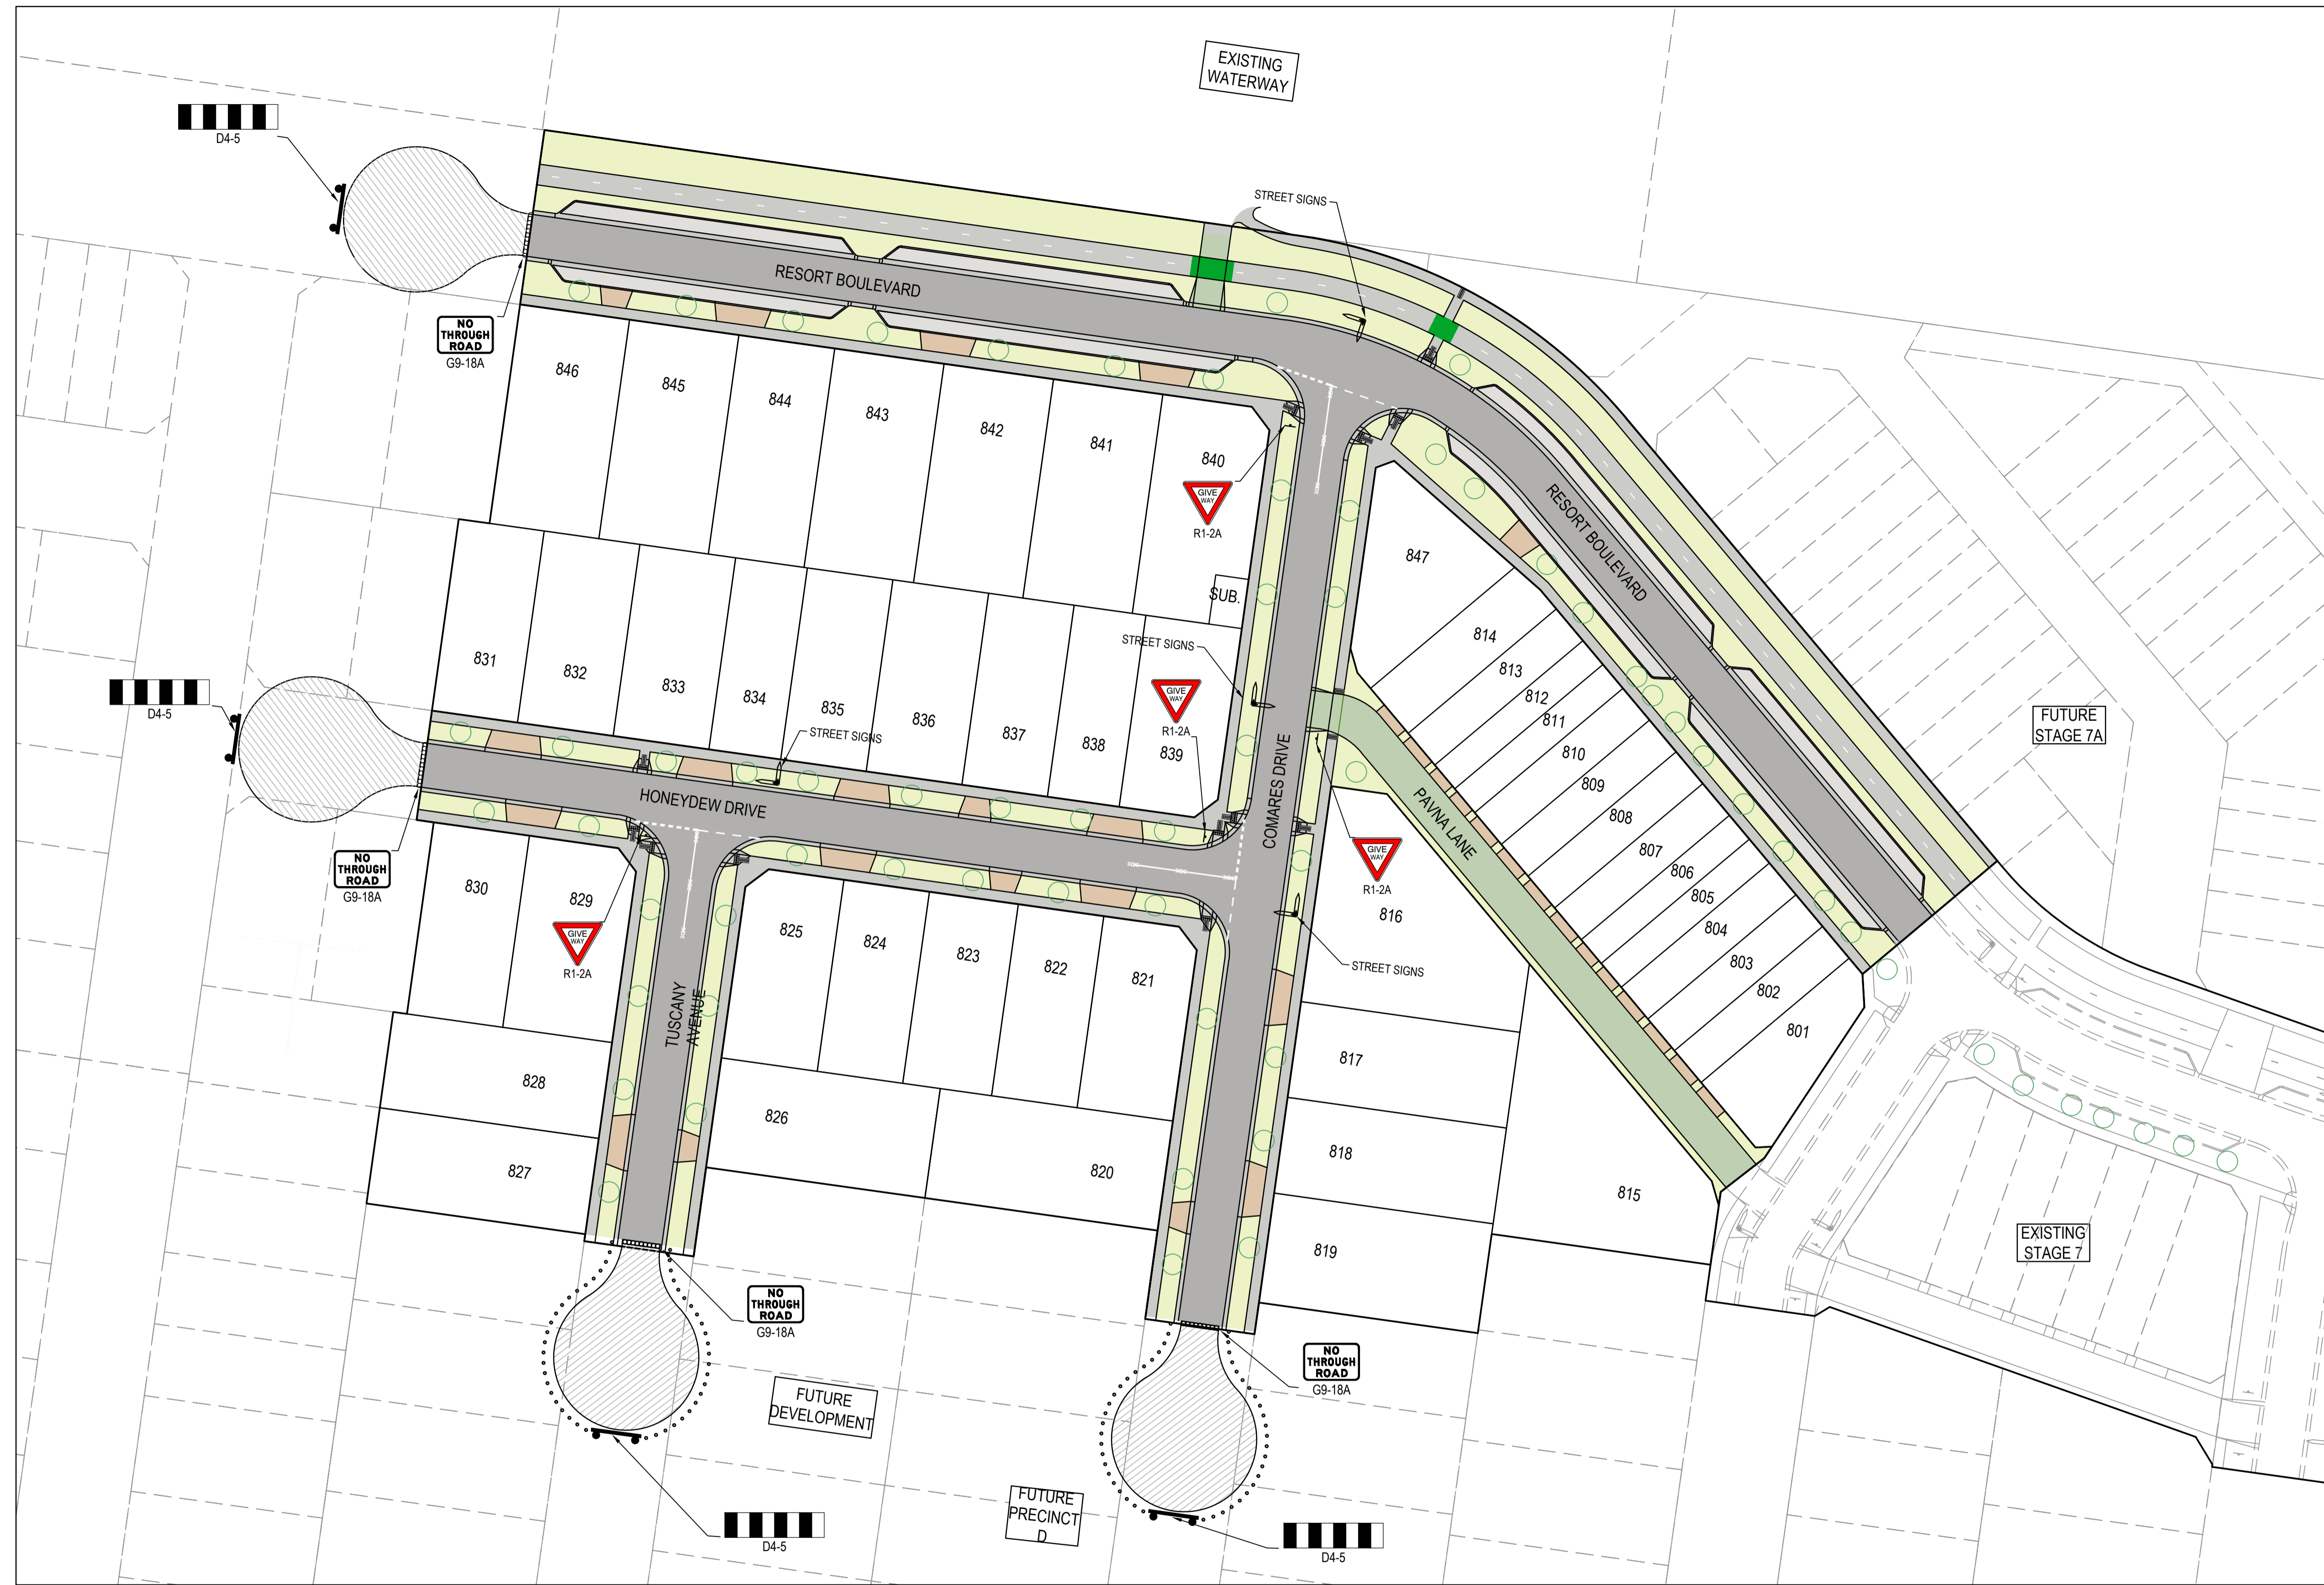 EXISTING
WATERWAY
D4-5
STREET SIGNS
RESORT BOULEVARD
NO
THROUGH
ROAD
G9-18A
846
845
844
843
842
841
840
GIVE
WAY
R1-2A
SUB.
847
RESORT BOULEVARD
STREET SIGNS
814
813
812
811
810
809
808
807
806
805
804
803
802
801
FUTURE
STAGE 7A
831
832
833
834
835
836
837
838
839
GIVE
WAY
R1-2A
D4-5
STREET SIGNS
HONEYDEW DRIVE
COMARES DRIVE
PAVNA LANE
GIVE
WAY
R1-2A
NO
THROUGH
ROAD
G9-18A
830
829
GIVE
WAY
R1-2A
825
824
823
822
821
816
STREET SIGNS
TUSCANY
AVENUE
828
827
826
820
817
818
819
815
EXISTING
STAGE 7
NO
THROUGH
ROAD
G9-18A
NO
THROUGH
ROAD
G9-18A
FUTURE
DEVELOPMENT
FUTURE
PRECINCT
D
D4-5
D4-5